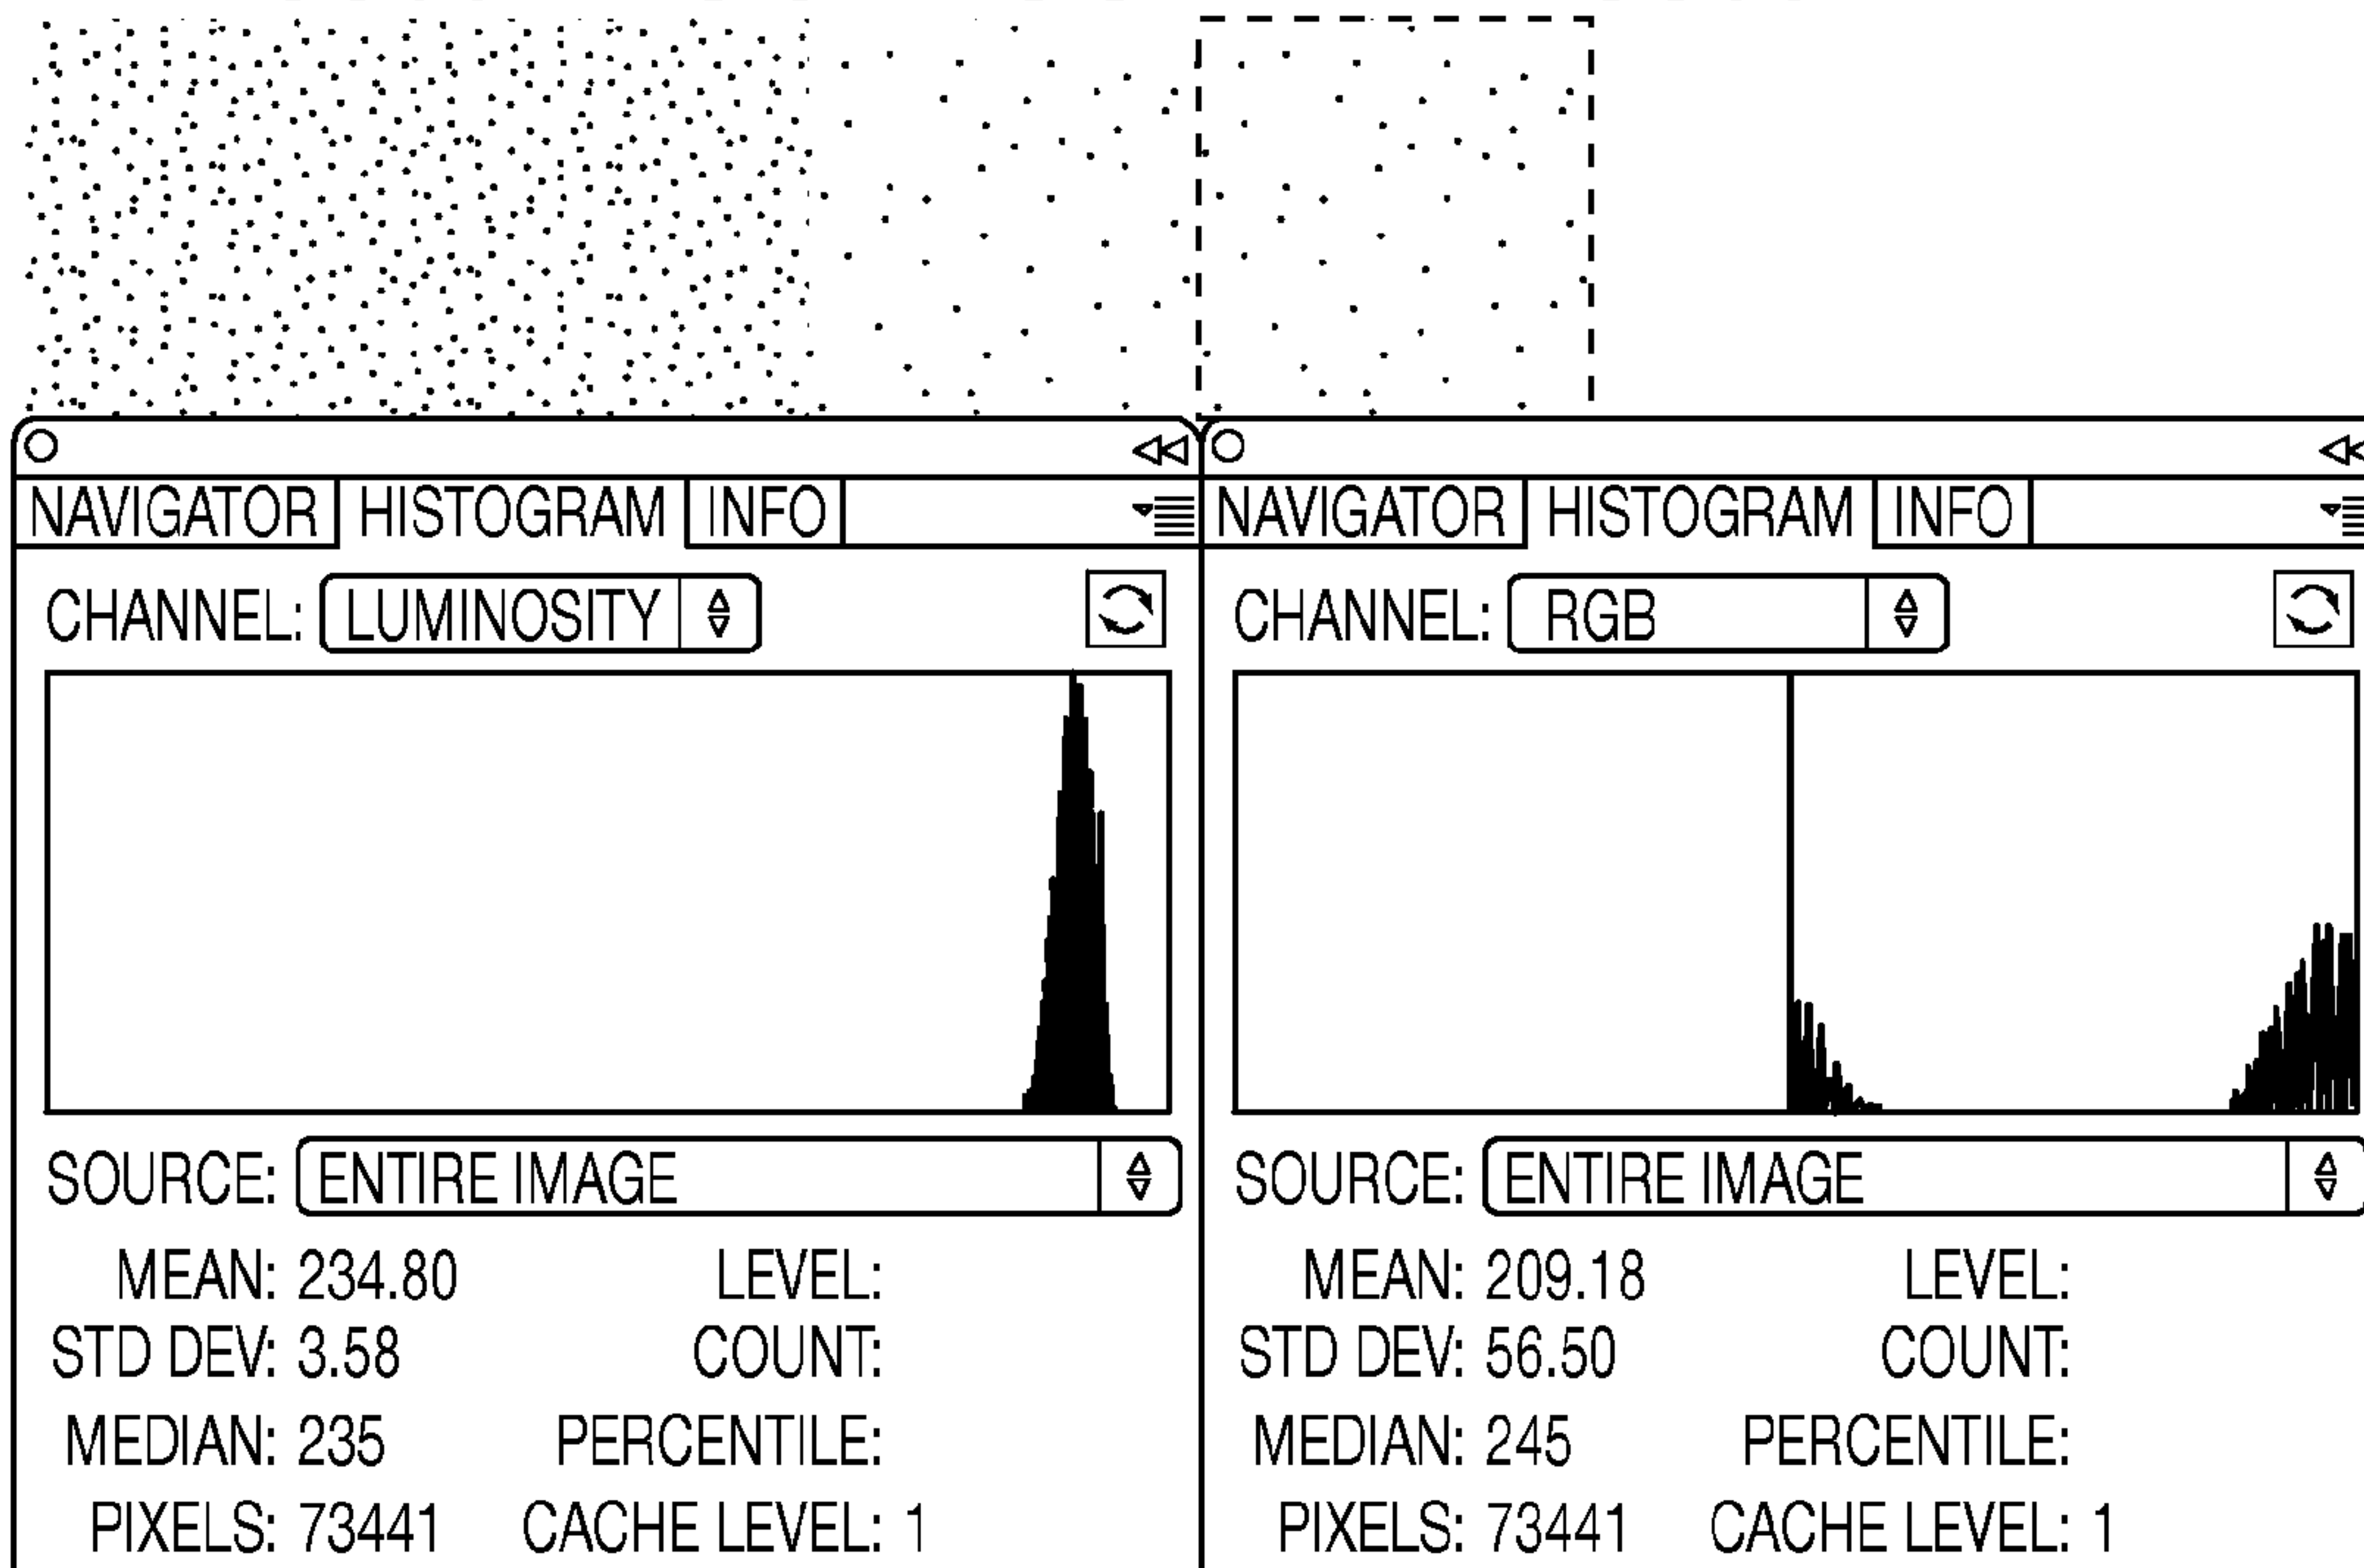 NAVIGATOR HISTOGRAM INFO
CHANNEL: LUMINOSITY
SOURCE: ENTIRE IMAGE
MEAN: 234.80 LEVEL:
STD DEV: 3.58 COUNT:
MEDIAN: 235 PERCENTILE:
PIXELS: 73441 CACHE LEVEL: 1
NAVIGATOR HISTOGRAM INFO
CHANNEL: RGB
SOURCE: ENTIRE IMAGE
MEAN: 209.18 LEVEL:
STD DEV: 56.50 COUNT:
MEDIAN: 245 PERCENTILE:
PIXELS: 73441 CACHE LEVEL: 1